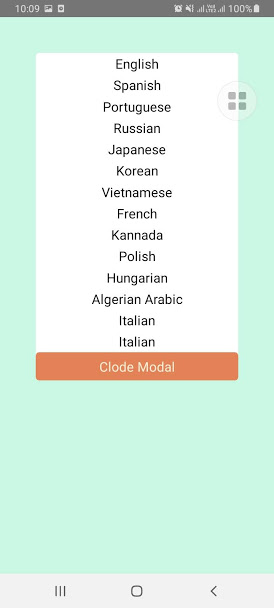 10:09
100%
English
Spanish
Portuguese
Russian
Japanese
Korean
Vietnamese
French
Kannada
Polish
Hungarian
Algerian Arabic
Italian
Italian
Clode Modal